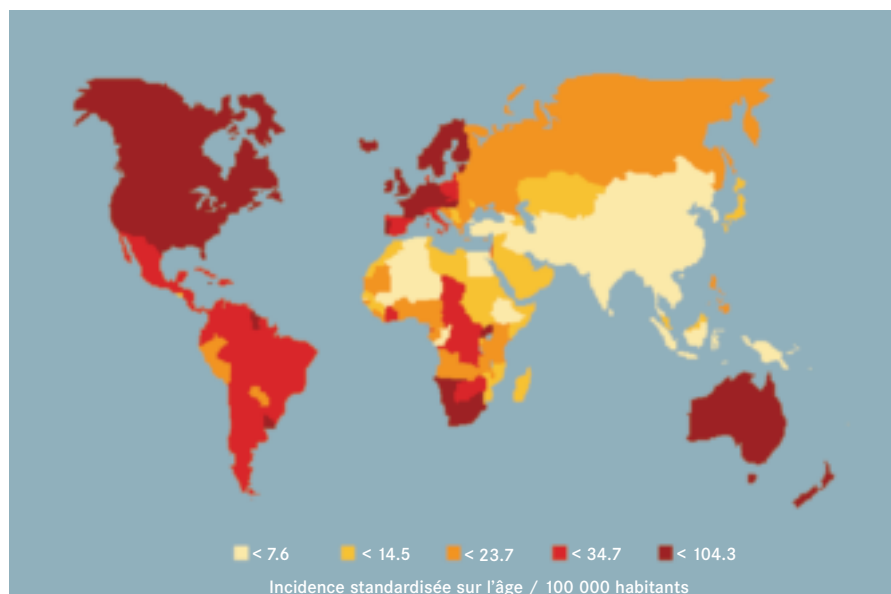 < 7.6 < 14.5 < 23.7 < 34.7 < 104.3
Incidence standardisée sur l'âge / 100 000 habitants